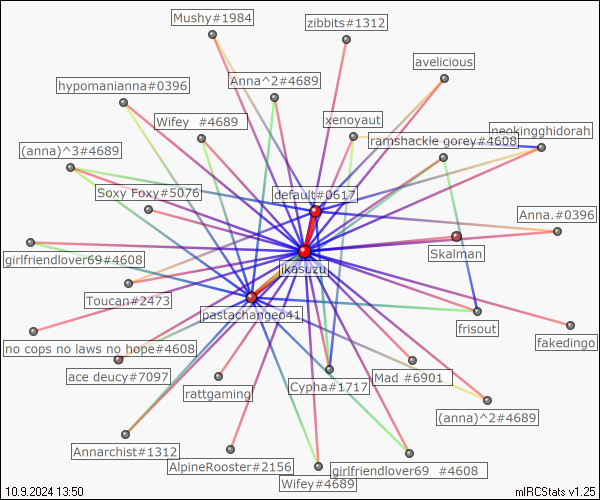 Mushy#1984
zibbits#1312
avelicious
hypomanianna#0396
Anna^2#4689
Wifey #4689
xenoyaut
neokingghidorah
ramshackle gorey#4608
(anna)^3#4689
Soxy Foxy#5076
default#0617
Anna.#0396
Skalman
girlfriendlover69#4608
jkasuzu
Toucan#2473
pastachangeo41
frisout
no cops no laws no hope#4608
fakedingo
ace deucy#7097
rattgaming
Cypha#1717
Mad #6901
(anna)^2#4689
Annarchist#1312
AlpineRooster#2156
girlfriendlover69 #4608
Wifey#4689
10.9.2024 13:50
mIRCStats v1.25